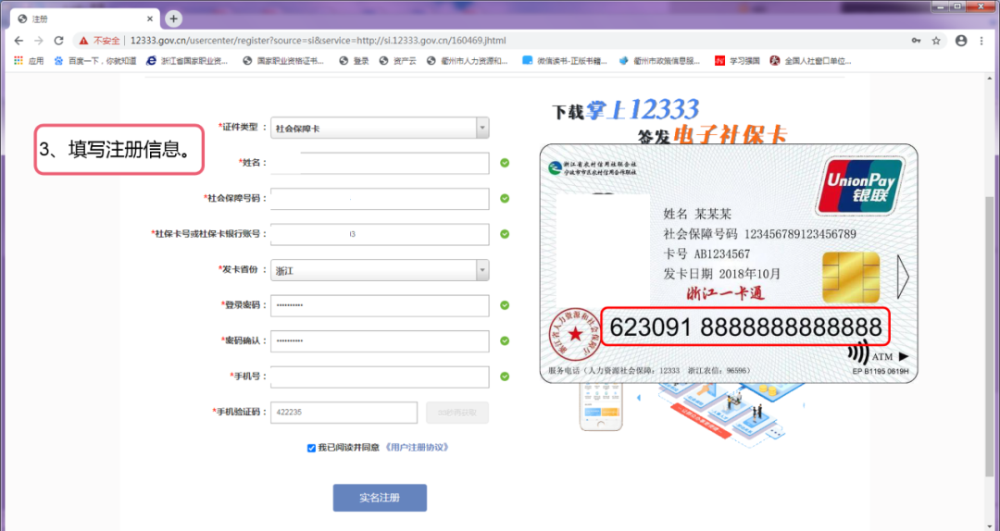 注册
不安全 12333.gov.cn/usercenter/register?source=si&service=http://si.12333.gov.cn/160469.jhtml
应用 百度一下,你就知道 浙江省国家职业资... 国家职业资格证书... 登录 资产云 衢州市人力资源和... 微信读书-正版书籍... 衢州市政策信息服... 学习强国 全国人社窗口单位...
3、填写注册信息。
*证件类型: 社会保障卡
*姓名:
*社会保障号码:
*社保卡号或社保卡银行账号: l3
*发卡省份: 浙江
*登录密码: ••••••••••
*密码确认: ••••••••••
*手机号:
*手机验证码: 422235
我已阅读并同意 《用户注册协议》
实名注册
下载掌上12333
签发电子社保卡
浙江省农村信用社联合社
宁波市市区农村信用合作联社
UnionPay
银联
姓名 某某某
社会保障号码 123456789123456789
卡号 AB1234567
发卡日期 2018年10月
浙江一卡通
浙江省人力资源和社会保障厅
623091 8888888888888
ATM
服务电话(人力资源社会保障:12333 浙江农信:96596)
EP B1195 0619H